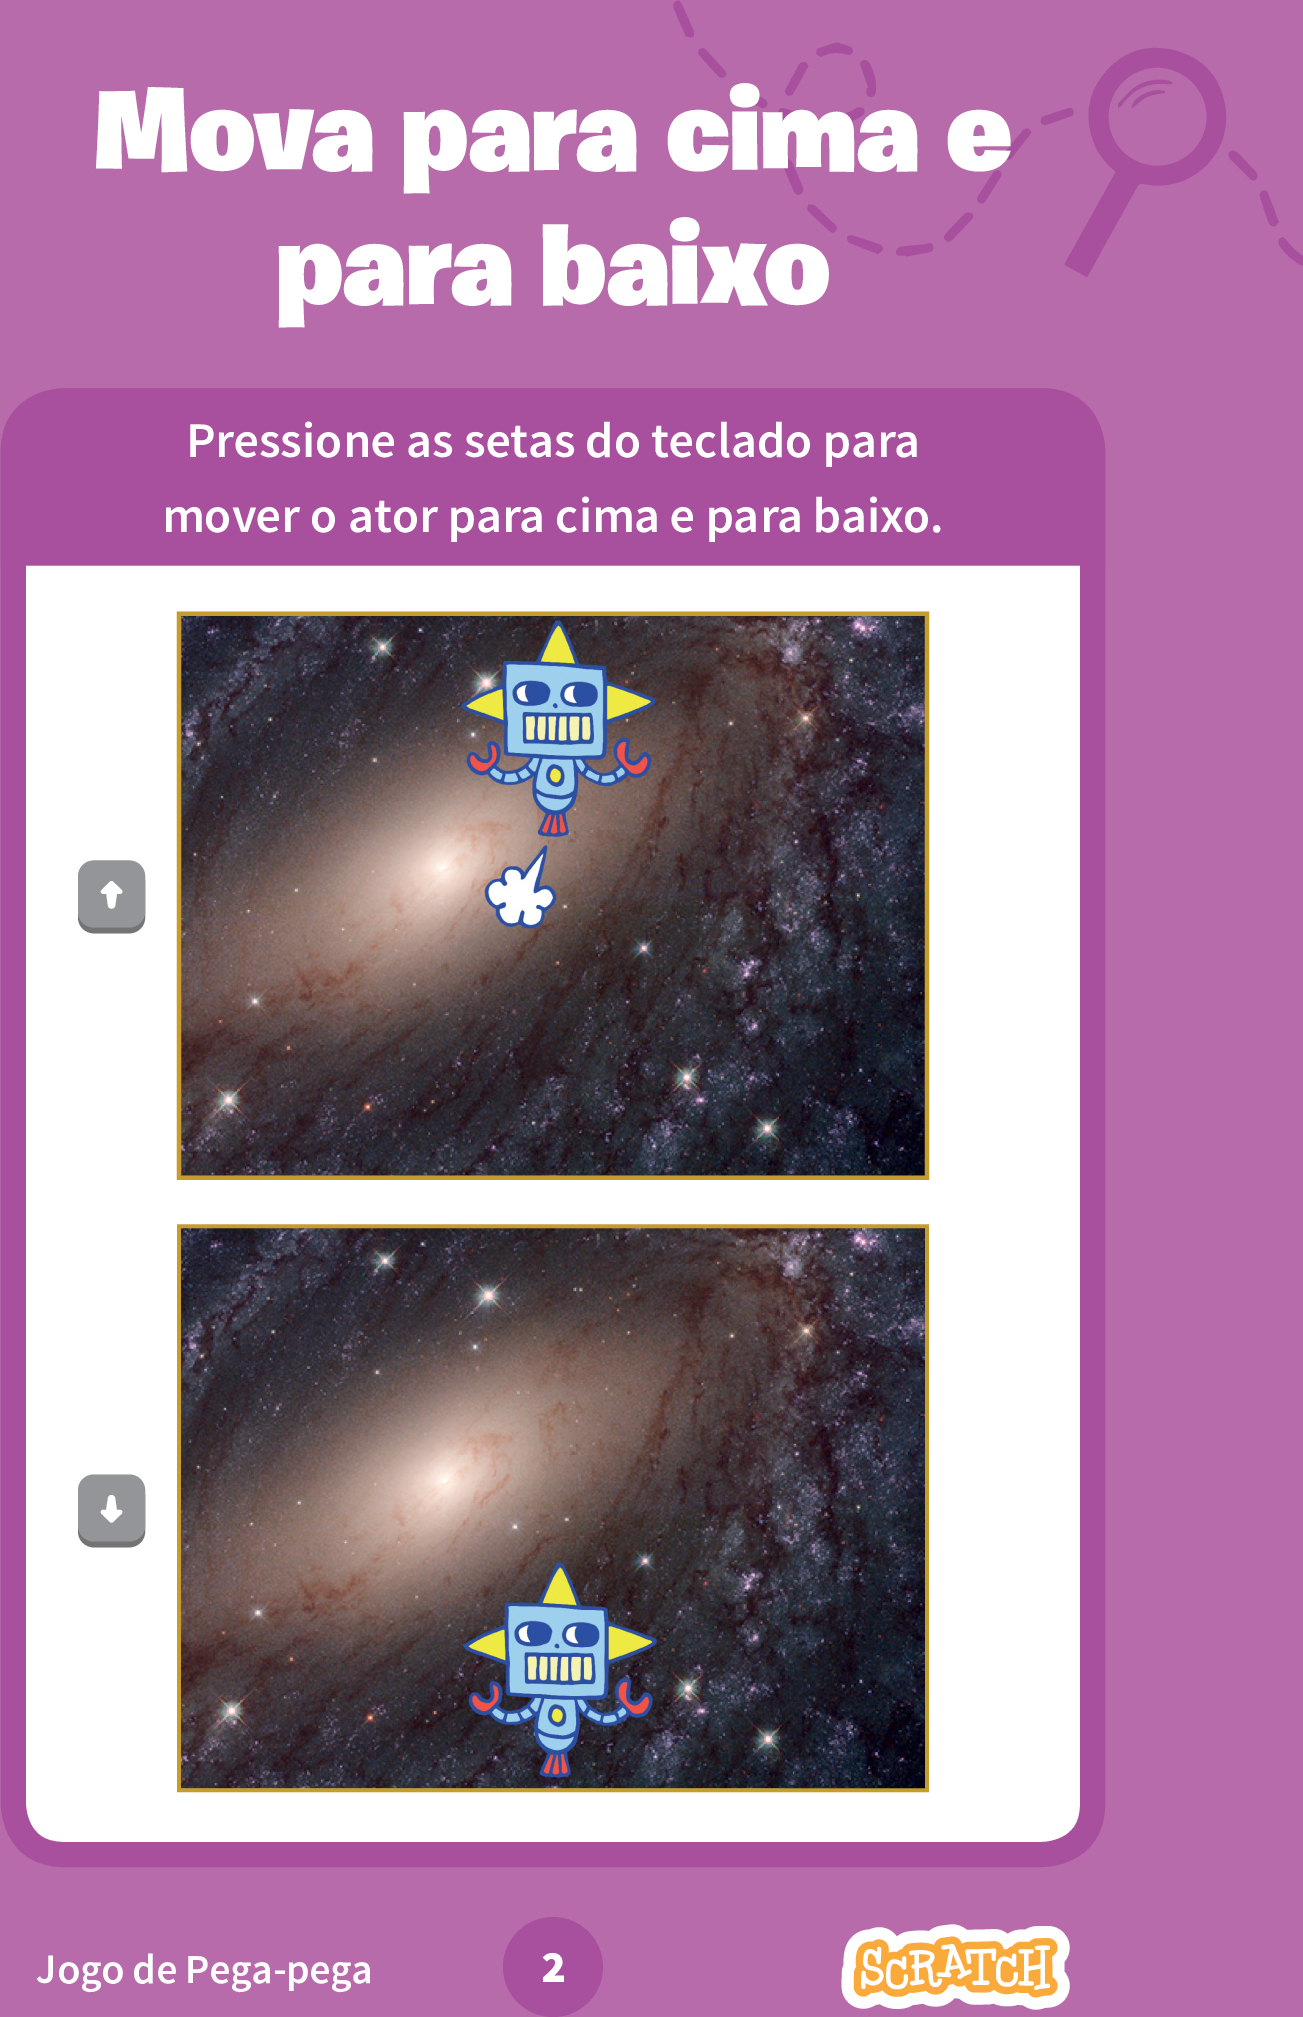 Mova para cima e
para baixo
Pressione as setas do teclado para
mover o ator para cima e para baixo.
Jogo de Pega-pega
2
SCRATCH